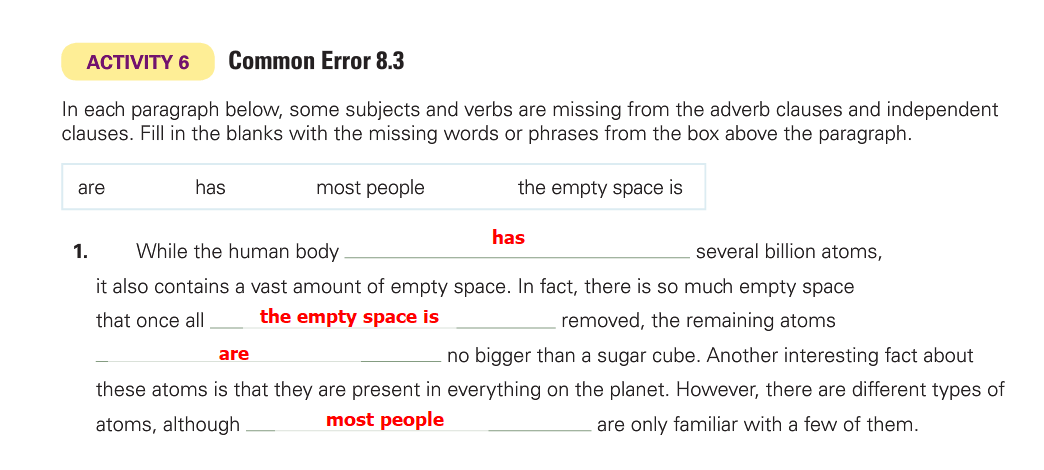 ACTIVITY 6 Common Error 8.3
In each paragraph below, some subjects and verbs are missing from the adverb clauses and independent
clauses. Fill in the blanks with the missing words or phrases from the box above the paragraph.
are has most people the empty space is
1. While the human body has several billion atoms,
it also contains a vast amount of empty space. In fact, there is so much empty space
that once all the empty space is removed, the remaining atoms
are no bigger than a sugar cube. Another interesting fact about
these atoms is that they are present in everything on the planet. However, there are different types of
atoms, although most people are only familiar with a few of them.